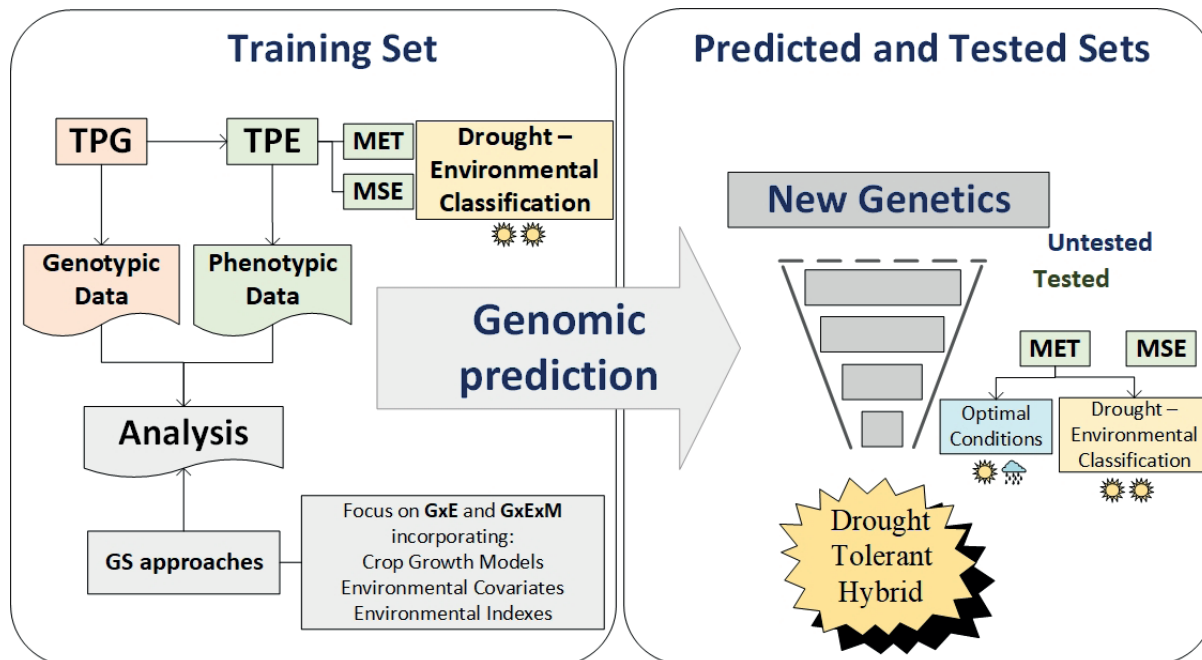 Training Set
TPG
TPE
MET
MSE
Drought –
Environmental
Classification
Genotypic
Data
Phenotypic
Data
Analysis
GS approaches
Focus on GxE and GxExM
incorporating:
Crop Growth Models
Environmental Covariates
Environmental Indexes
Genomic
prediction
Predicted and Tested Sets
New Genetics
Untested
Tested
MET
MSE
Optimal
Conditions
Drought –
Environmental
Classification
Drought
Tolerant
Hybrid